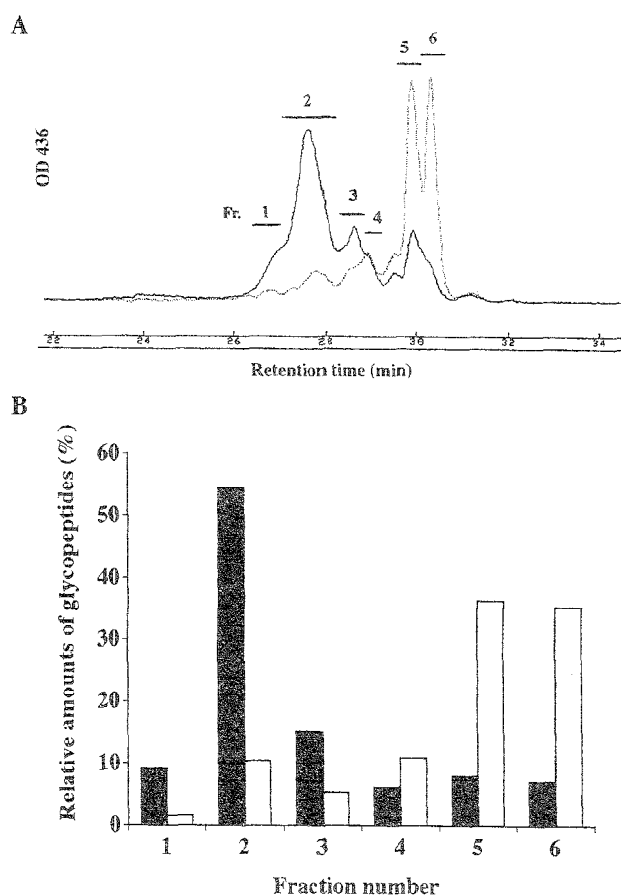 A
OD 436
Fr.
1
2
3
4
5
6
22 24 26 28 30 32 34
Retention time (min)
B
Relative amounts of glycopeptides (%)
60
50
40
30
20
10
0
1 2 3 4 5 6
Fraction number